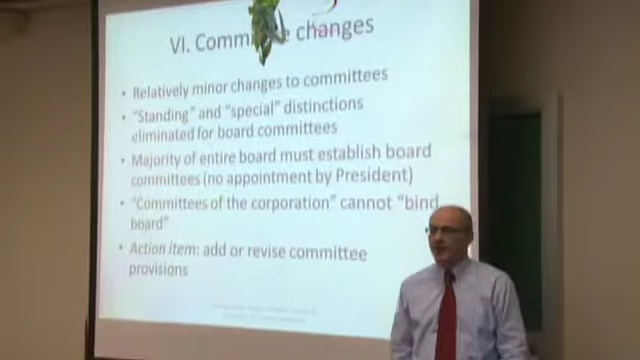 VI. Comm e changes
• Relatively minor changes to committees
• "Standing" and "special" distinctions
eliminated for board committees
• Majority of entire board must establish board
committees (no appointment by President)
• "Committees of the corporation" cannot "bind
board"
• Action item: add or revise committee
provisions